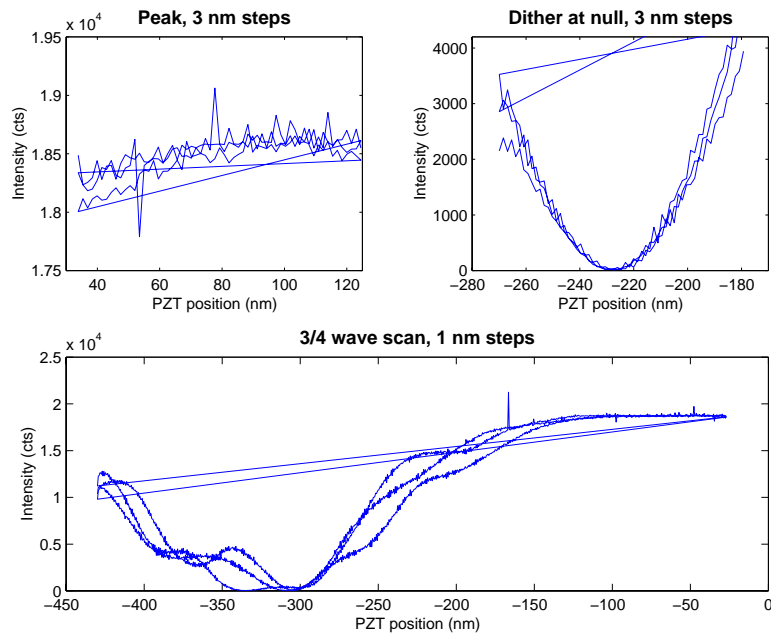 Peak, 3 nm steps
x 10^4
1.95
1.9
1.85
1.8
1.75
Intensity (cts)
40 60 80 100 120
PZT position (nm)
Dither at null, 3 nm steps
4000
3000
2000
1000
0
Intensity (cts)
−280 −260 −240 −220 −200 −180
PZT position (nm)
3/4 wave scan, 1 nm steps
x 10^4
2.5
2
1.5
1
0.5
0
Intensity (cts)
−450 −400 −350 −300 −250 −200 −150 −100 −50 0
PZT position (nm)